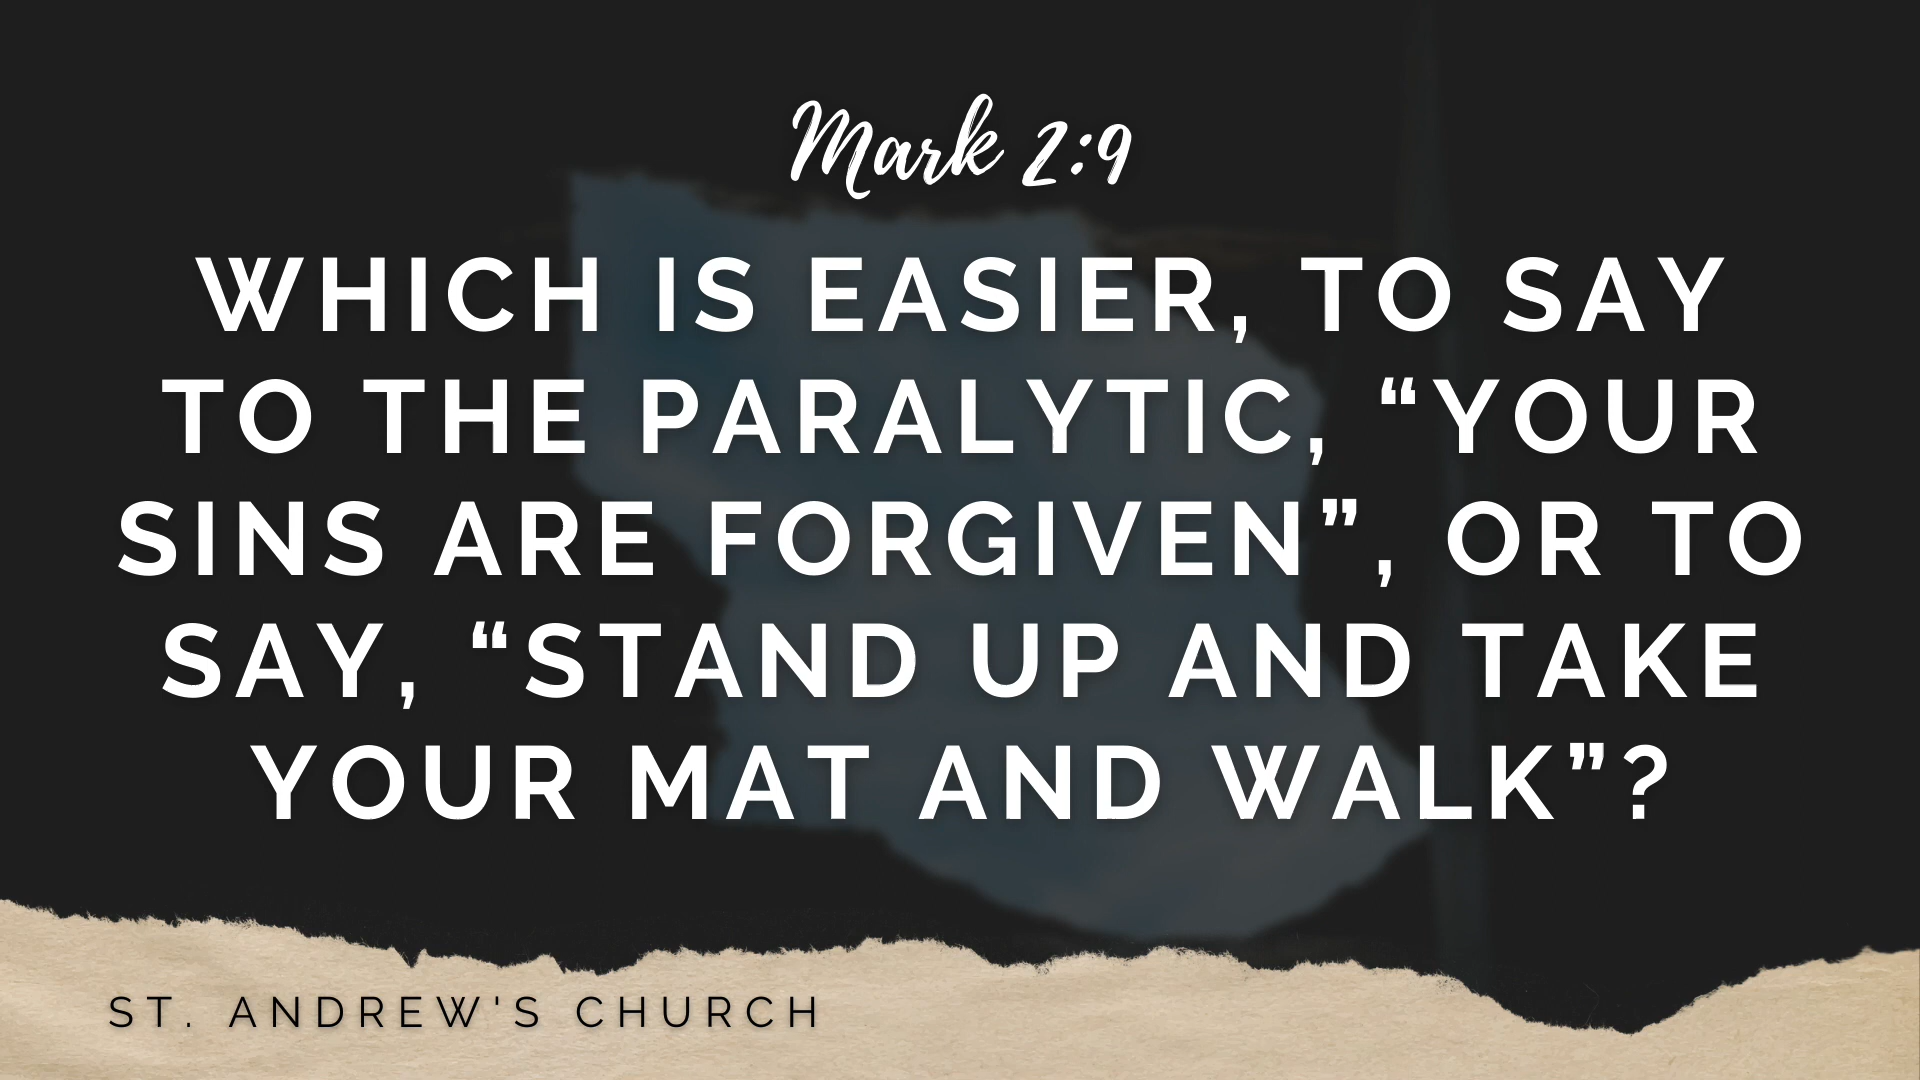 Mark 2:9
WHICH IS EASIER, TO SAY
TO THE PARALYTIC, “YOUR
SINS ARE FORGIVEN”, OR TO
SAY, “STAND UP AND TAKE
YOUR MAT AND WALK”?
ST. ANDREW'S CHURCH